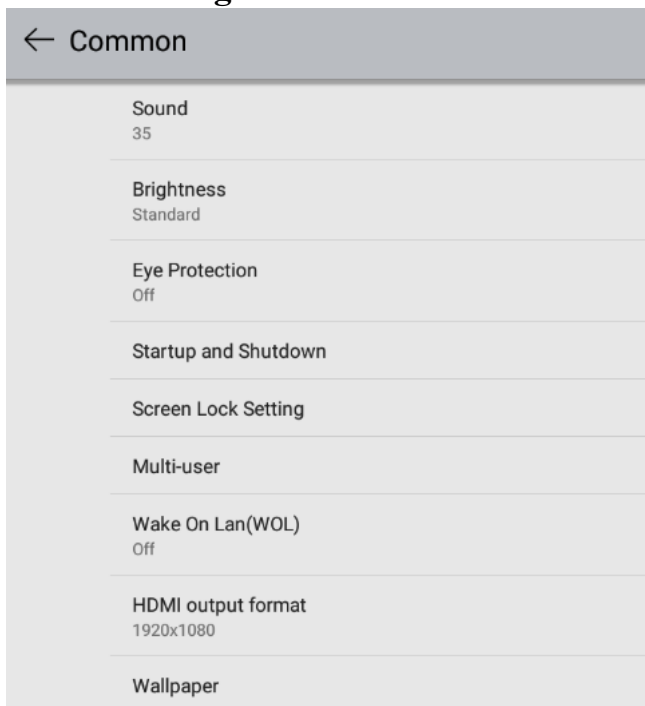 Common
Sound
35
Brightness
Standard
Eye Protection
Off
Startup and Shutdown
Screen Lock Setting
Multi-user
Wake On Lan(WOL)
Off
HDMI output format
1920x1080
Wallpaper